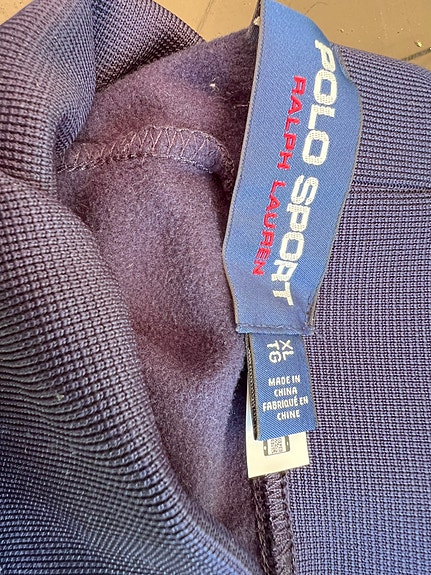 POLO SPORT
RALPH LAUREN
XL
TG
MADE IN
CHINA
FABRIQUÉ EN
CHINE